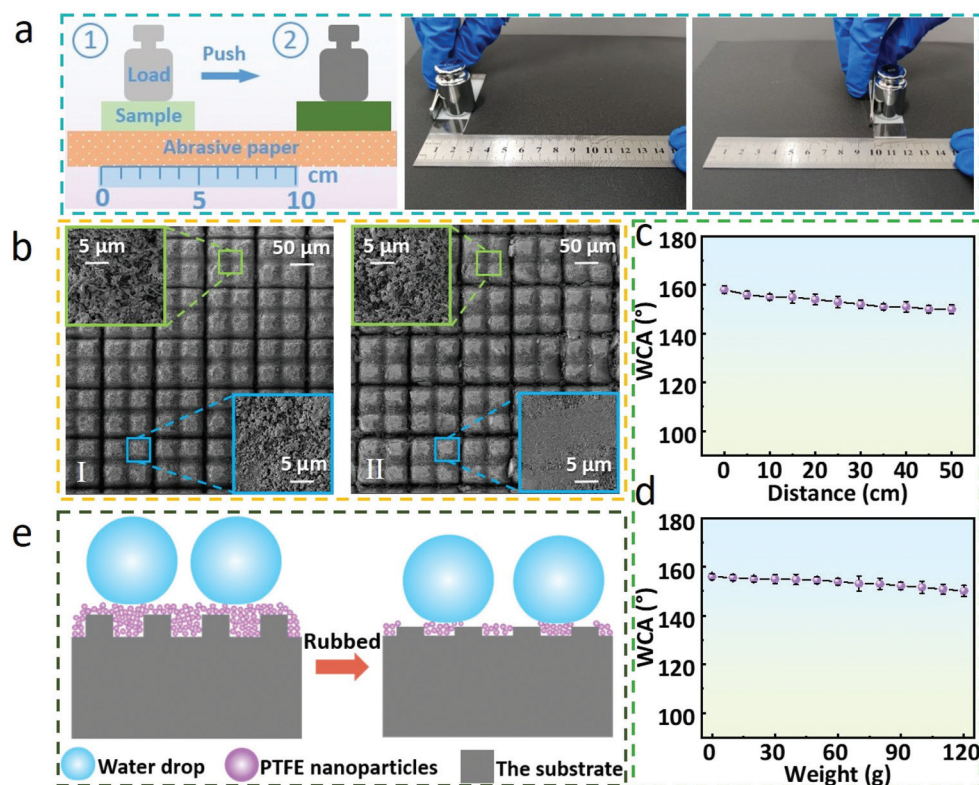 a
① Push ②
Load
Sample
Abrasive paper
cm
0 5 10
1 2 3 4 5 6 7 8 9 10 11 12 13 14
1 2 3 4 5 6 7 8 9 10 11 12 13 14
b
5 µm 50 µm
I
5 µm
5 µm 50 µm
II
5 µm
c
WCA (°)
180
160
140
120
100
0 10 20 30 40 50
Distance (cm)
d
WCA (°)
180
160
140
120
100
0 30 60 90 120
Weight (g)
e
Rubbed
Water drop PTFE nanoparticles The substrate